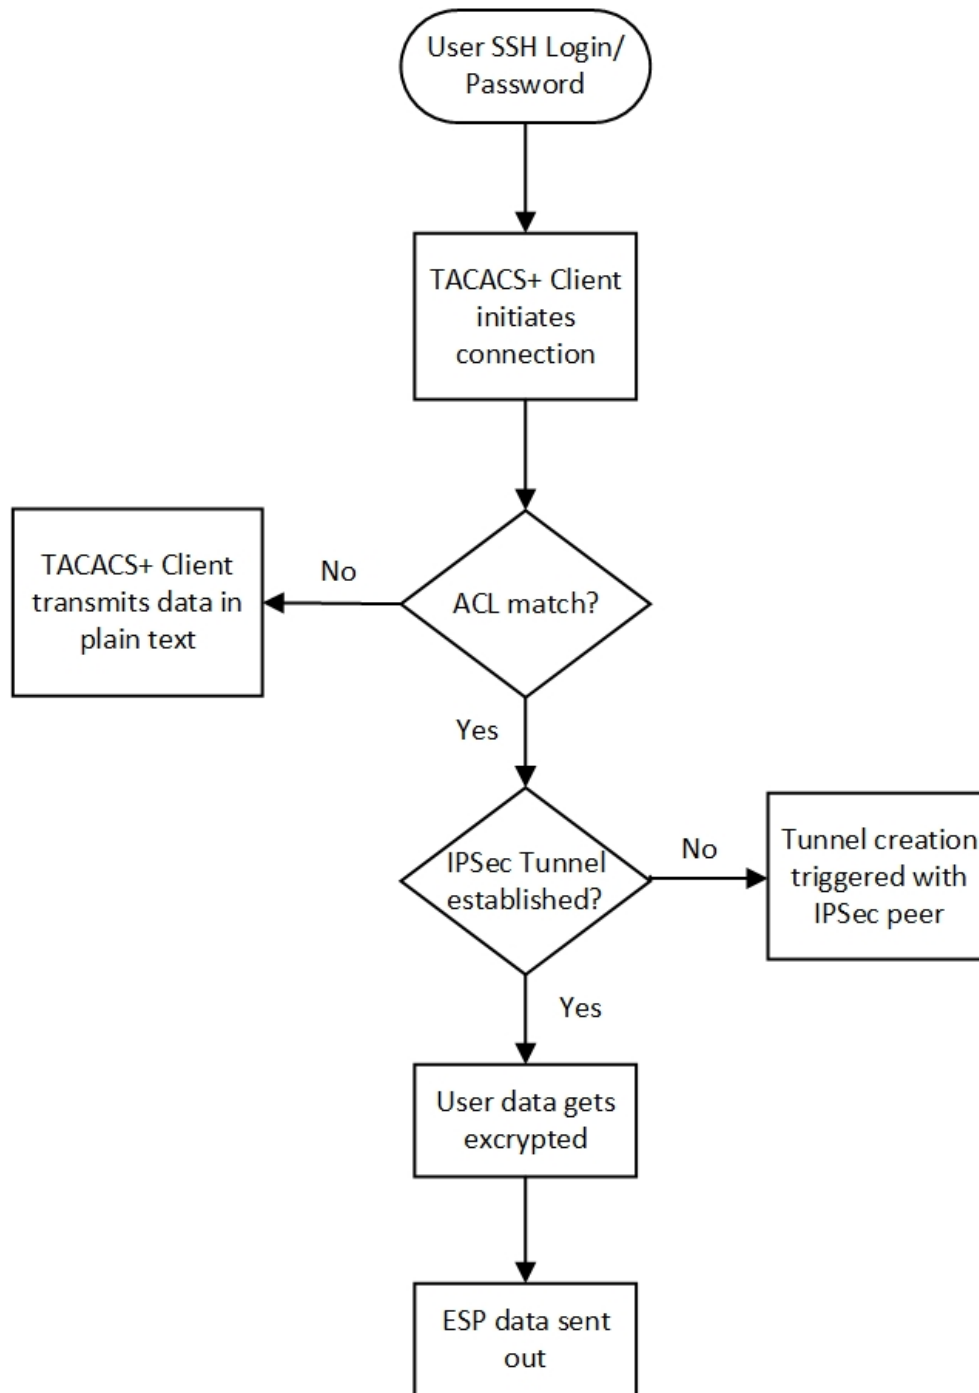 User SSH Login/
Password
TACACS+ Client
initiates
connection
ACL match?
No
TACACS+ Client
transmits data in
plain text
Yes
IPSec Tunnel
established?
No
Tunnel creation
triggered with
IPSec peer
Yes
User data gets
excrypted
ESP data sent
out